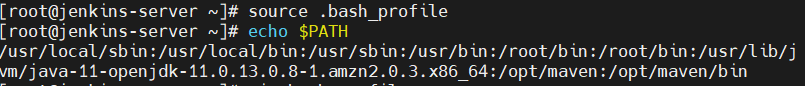 [root@jenkins-server ~]# source .bash_profile
[root@jenkins-server ~]# echo $PATH
/usr/local/sbin:/usr/local/bin:/usr/sbin:/usr/bin:/root/bin:/root/bin:/usr/lib/j
vm/java-11-openjdk-11.0.13.0.8-1.amzn2.0.3.x86_64:/opt/maven:/opt/maven/bin